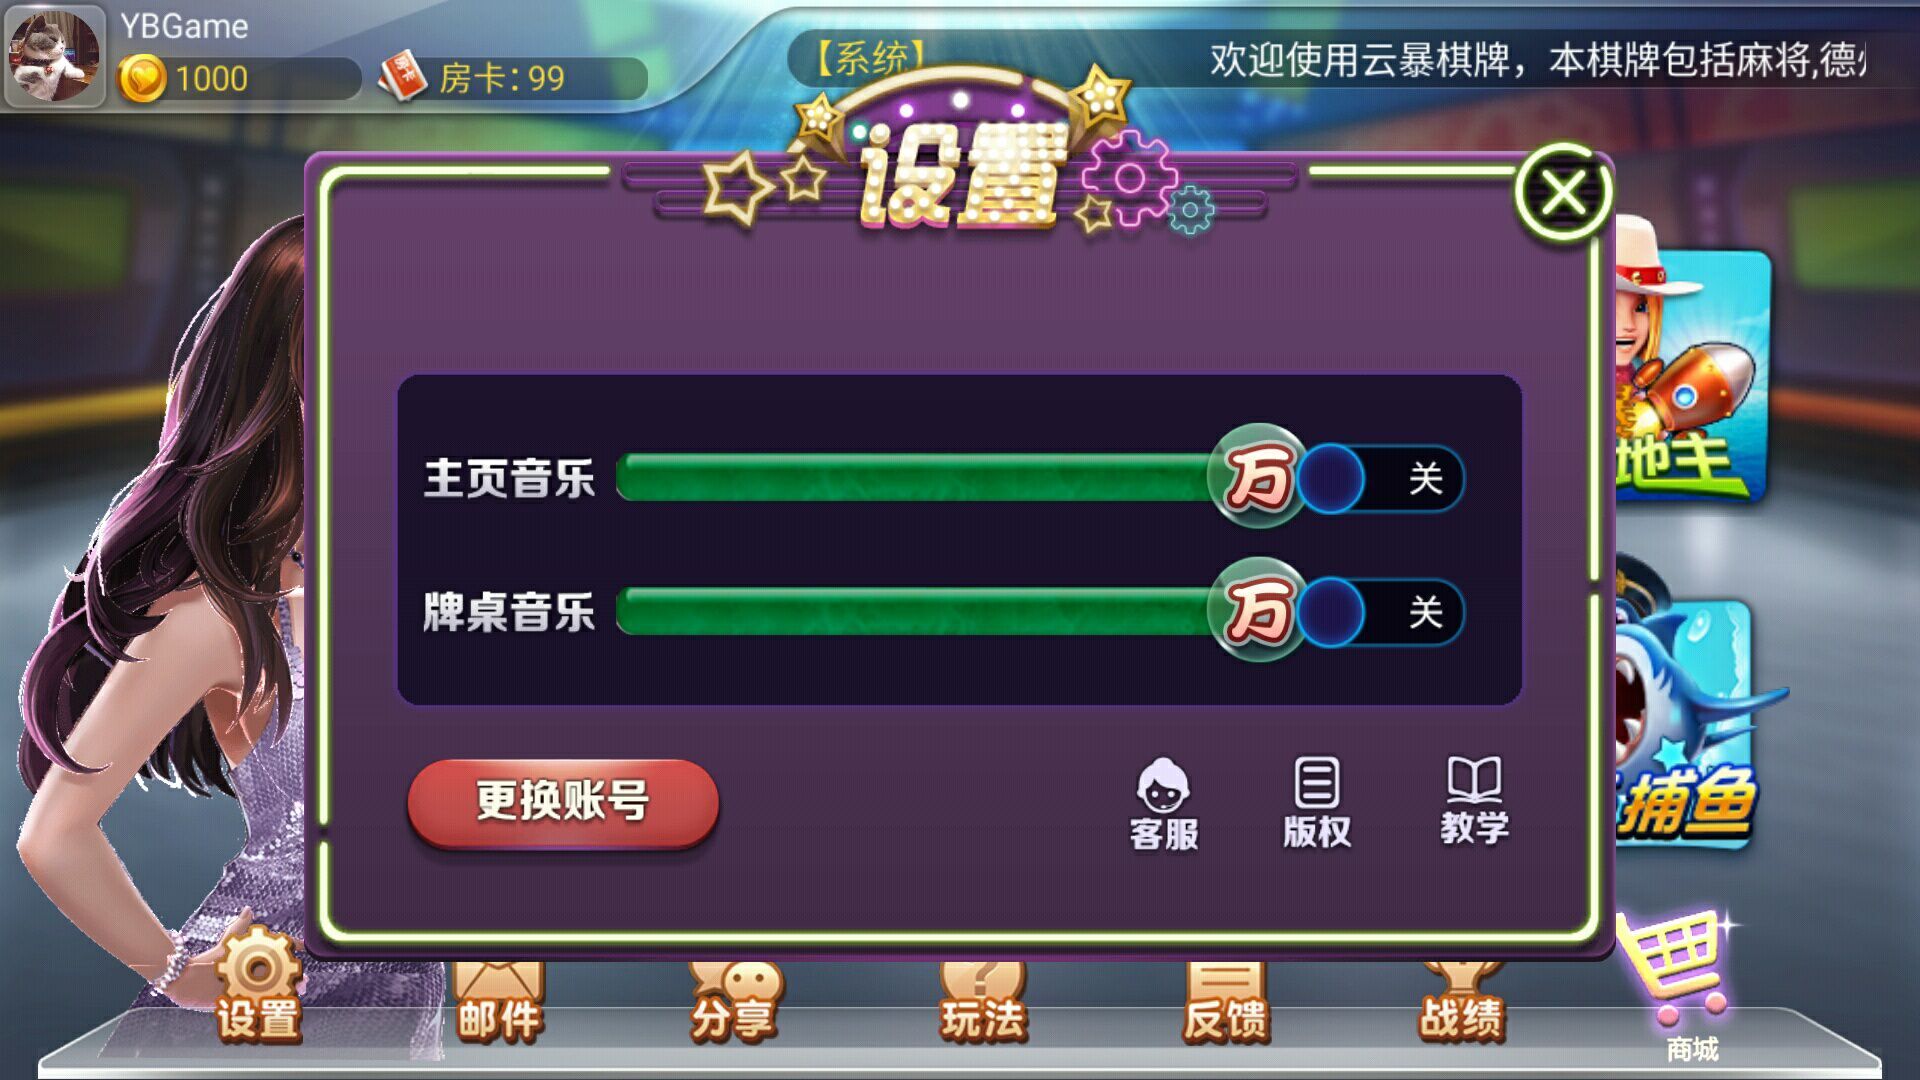 YBGame
1000
房卡：99
【系统】
欢迎使用云暴棋牌，本棋牌包括麻将,德
设置
主页音乐
万
关
牌桌音乐
万
关
更换账号
客服
版权
教学
地主
捕鱼
设置
邮件
分享
玩法
反馈
战绩
商城